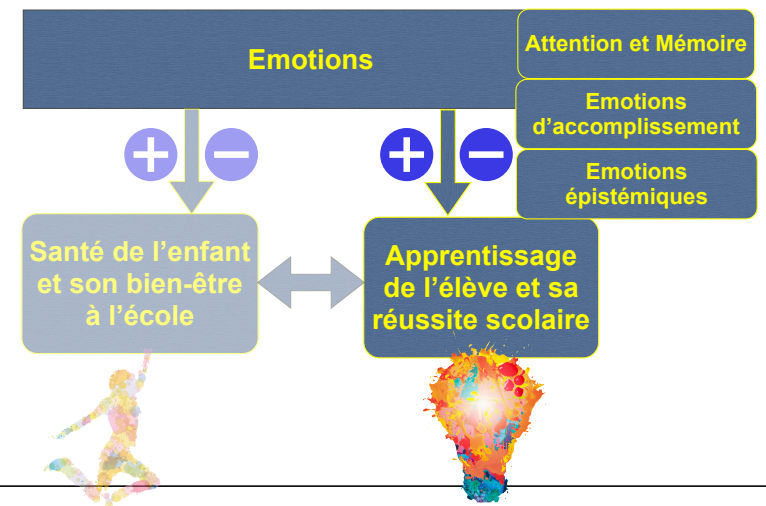 Emotions
Attention et Mémoire
Emotions
d’accomplissement
Emotions
épistémiques
Santé de l’enfant
et son bien-être
à l’école
Apprentissage
de l’élève et sa
réussite scolaire